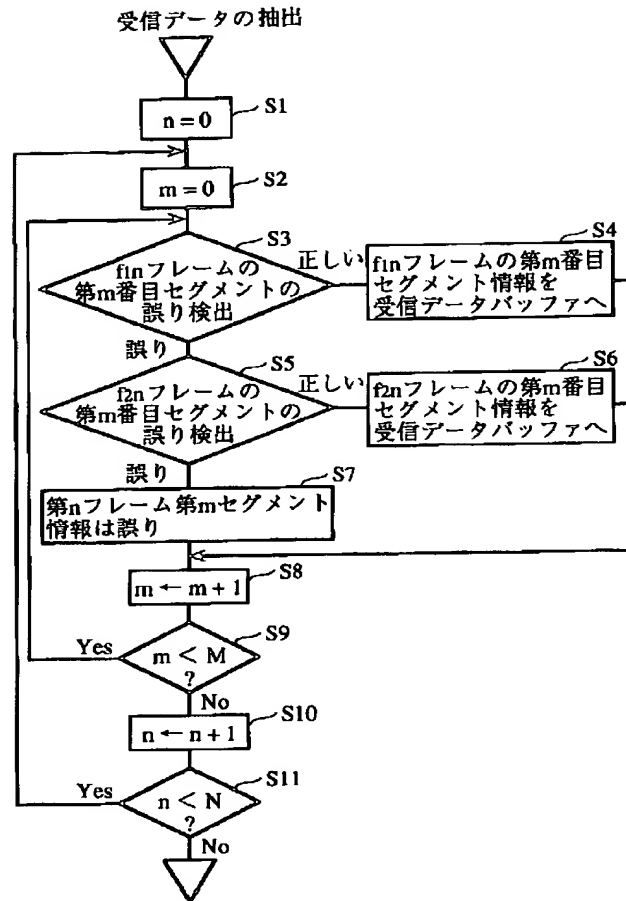 受信データの抽出
S1
n = 0
S2
m = 0
S3
f1nフレームの
第m番目セグメントの
誤り検出
正しい
S4
f1nフレームの第m番目
セグメント情報を
受信データバッファへ
誤り
S5
f2nフレームの
第m番目セグメントの
誤り検出
正しい
S6
f2nフレームの第m番目
セグメント情報を
受信データバッファへ
誤り
S7
第nフレーム第mセグメント
情報は誤り
S8
m ← m + 1
S9
Yes
m < M
?
No
S10
n ← n + 1
S11
Yes
n < N
?
No